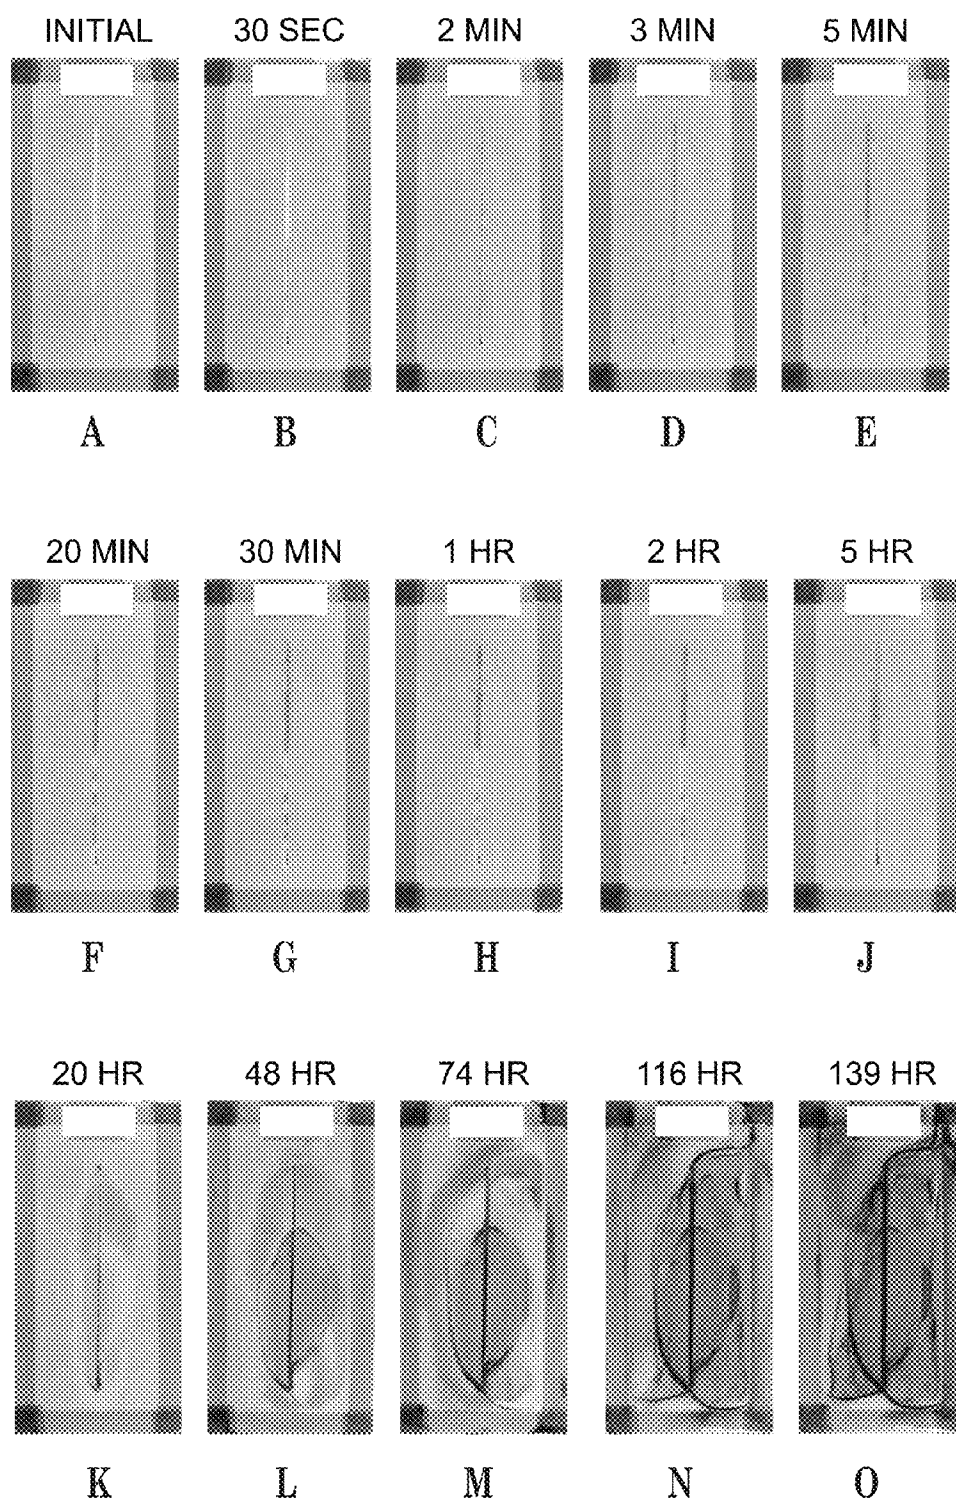 INITIAL 30 SEC 2 MIN 3 MIN 5 MIN
A B C D E
20 MIN 30 MIN 1 HR 2 HR 5 HR
F G H I J
20 HR 48 HR 74 HR 116 HR 139 HR
K L M N O